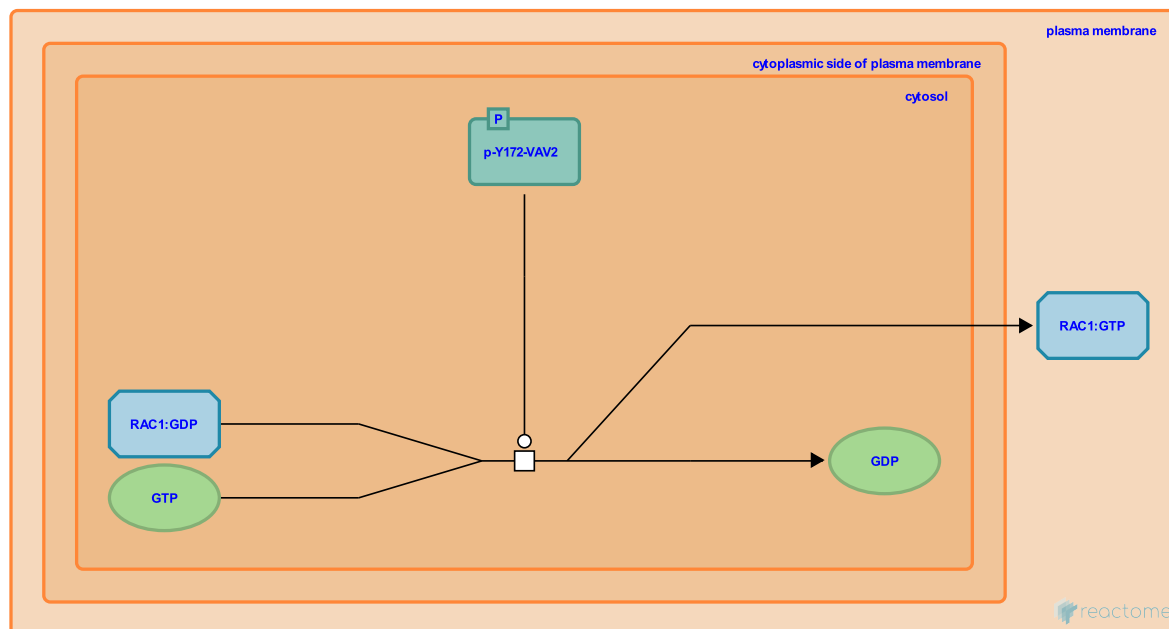 plasma membrane
cytoplasmic side of plasma membrane
cytosol
P
p-Y172-VAV2
RAC1:GTP
RAC1:GDP
GDP
GTP
reactome